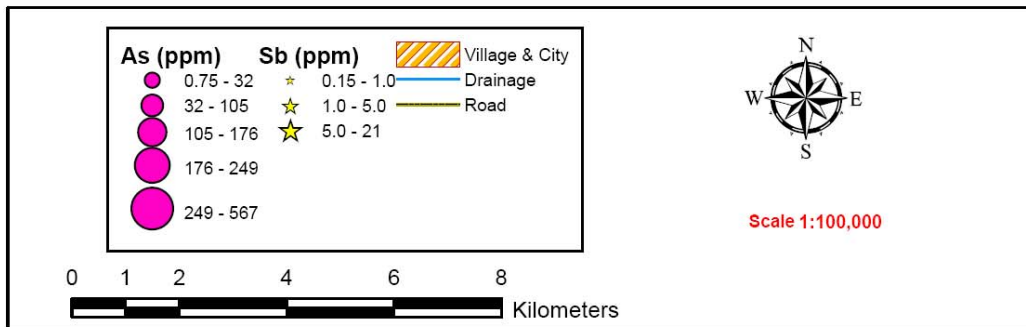 As (ppm) Sb (ppm)
0.75 - 32 0.15 - 1.0 Village & City
32 - 105 1.0 - 5.0 Drainage
105 - 176 5.0 - 21 Road
176 - 249
249 - 567
N
W E
S
Scale 1:100,000
0 1 2 4 6 8
Kilometers